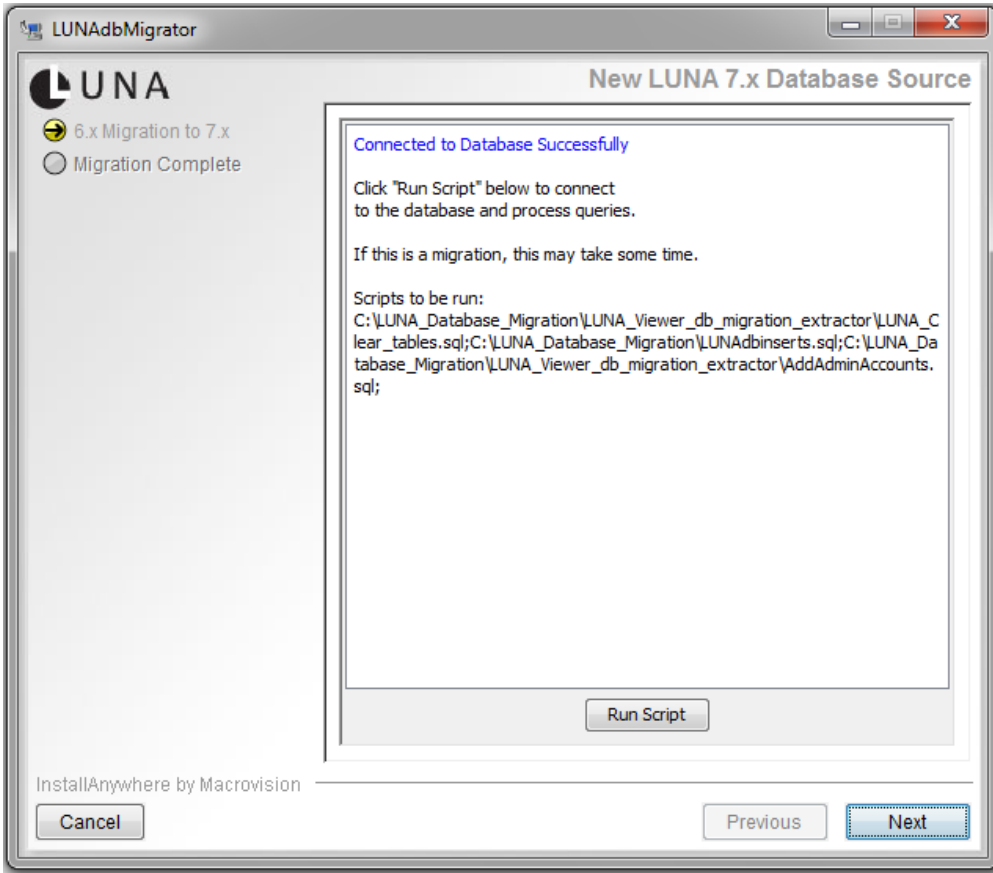 LUNAdbMigrator
LUNA
New LUNA 7.x Database Source
6.x Migration to 7.x
Migration Complete
Connected to Database Successfully
Click "Run Script" below to connect
to the database and process queries.
If this is a migration, this may take some time.
Scripts to be run:
C:\LUNA_Database_Migration\LUNA_Viewer_db_migration_extractor\LUNA_C
lear_tables.sql;C:\LUNA_Database_Migration\LUNAdbinserts.sql;C:\LUNA_Da
tabase_Migration\LUNA_Viewer_db_migration_extractor\AddAdminAccounts.
sql;
Run Script
InstallAnywhere by Macrovision
Cancel
Previous
Next